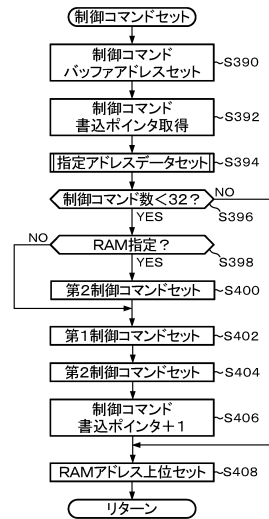 制御コマンドセット
制御コマンド
バッファアドレスセット
S390
制御コマンド
書込ポインタ取得
S392
指定アドレスデータセット
S394
制御コマンド数<32?
NO
S396
YES
NO
RAM指定?
S398
YES
第2制御コマンドセット
S400
第1制御コマンドセット
S402
第2制御コマンドセット
S404
制御コマンド
書込ポインタ+1
S406
RAMアドレス上位セット
S408
リターン